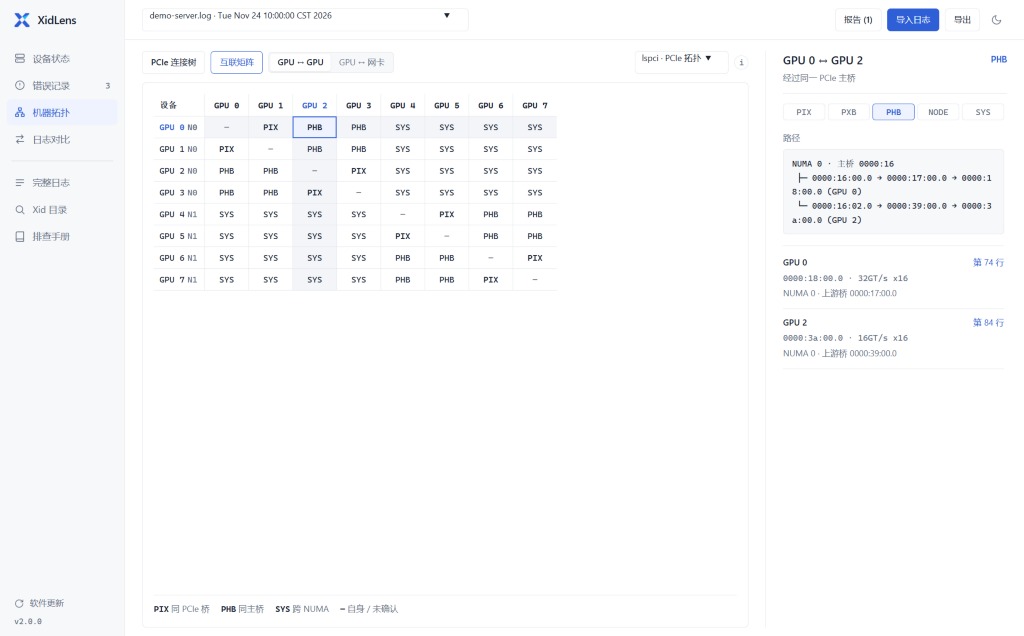 XidLens
demo-server.log · Tue Nov 24 10:00:00 CST 2026 ▼
报告 (1)
导入日志
导出
设备状态
错误记录 3
机器拓扑
日志对比
完整日志
Xid 目录
排查手册
软件更新
v2.0.0
PCIe 连接树
互联矩阵
GPU ↔ GPU
GPU ↔ 网卡
lspci · PCIe 拓扑 ▼
i
设备 GPU 0 GPU 1 GPU 2 GPU 3 GPU 4 GPU 5 GPU 6 GPU 7
GPU 0 N0 — PIX PHB PHB SYS SYS SYS SYS
GPU 1 N0 PIX — PHB PHB SYS SYS SYS SYS
GPU 2 N0 PHB PHB — PIX SYS SYS SYS SYS
GPU 3 N0 PHB PHB PIX — SYS SYS SYS SYS
GPU 4 N1 SYS SYS SYS SYS — PIX PHB PHB
GPU 5 N1 SYS SYS SYS SYS PIX — PHB PHB
GPU 6 N1 SYS SYS SYS SYS PHB PHB — PIX
GPU 7 N1 SYS SYS SYS SYS PHB PHB PIX —
PIX 同 PCIe 桥 PHB 同主桥 SYS 跨 NUMA — 自身 / 未确认
GPU 0 ↔ GPU 2 PHB
经过同一 PCIe 主桥
PIX PXB PHB NODE SYS
路径
NUMA 0 · 主桥 0000:16
├─ 0000:16:00.0 → 0000:17:00.0 → 0000:1
8:00.0 (GPU 0)
└─ 0000:16:02.0 → 0000:39:00.0 → 0000:3
a:00.0 (GPU 2)
GPU 0 第 74 行
0000:18:00.0 · 32GT/s x16
NUMA 0 · 上游桥 0000:17:00.0
GPU 2 第 84 行
0000:3a:00.0 · 16GT/s x16
NUMA 0 · 上游桥 0000:39:00.0